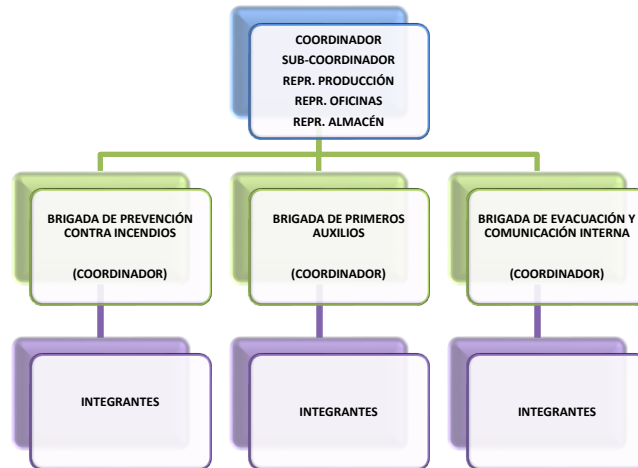 COORDINADOR
SUB-COORDINADOR
REPR. PRODUCCIÓN
REPR. OFICINAS
REPR. ALMACÉN
BRIGADA DE PREVENCIÓN
CONTRA INCENDIOS
(COORDINADOR)
BRIGADA DE PRIMEROS
AUXILIOS
(COORDINADOR)
BRIGADA DE EVACUACIÓN Y
COMUNICACIÓN INTERNA
(COORDINADOR)
INTEGRANTES
INTEGRANTES
INTEGRANTES